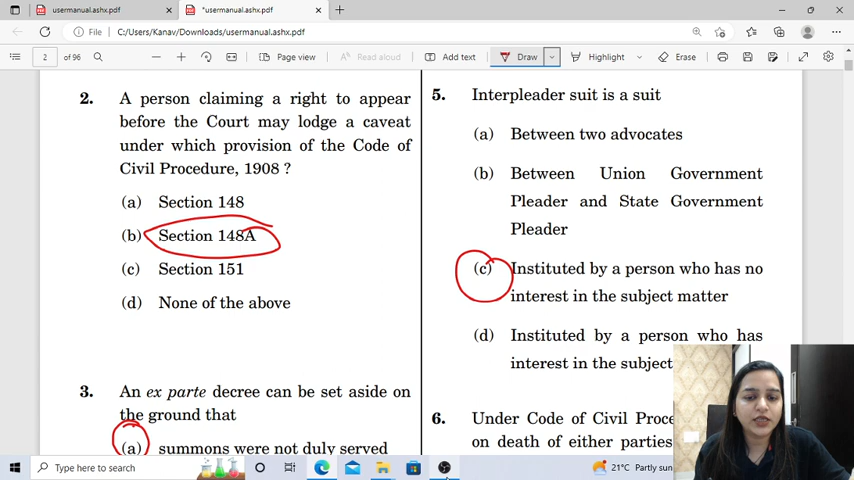 usermanual.ashx.pdf
*usermanual.ashx.pdf
File
C:/Users/Kanav/Downloads/usermanual.ashx.pdf
2
of 96
Page view
Read aloud
Add text
Draw
Highlight
Erase
2. A person claiming a right to appear
before the Court may lodge a caveat
under which provision of the Code of
Civil Procedure, 1908 ?
(a) Section 148
(b) Section 148A
(c) Section 151
(d) None of the above
3. An ex parte decree can be set aside on
the ground that
(a) summons were not duly served
5. Interpleader suit is a suit
(a) Between two advocates
(b) Between Union Government
Pleader and State Government
Pleader
(c) Instituted by a person who has no
interest in the subject matter
(d) Instituted by a person who has
interest in the subject
6. Under Code of Civil Proce
on death of either parties
Type here to search
21°C Partly sun